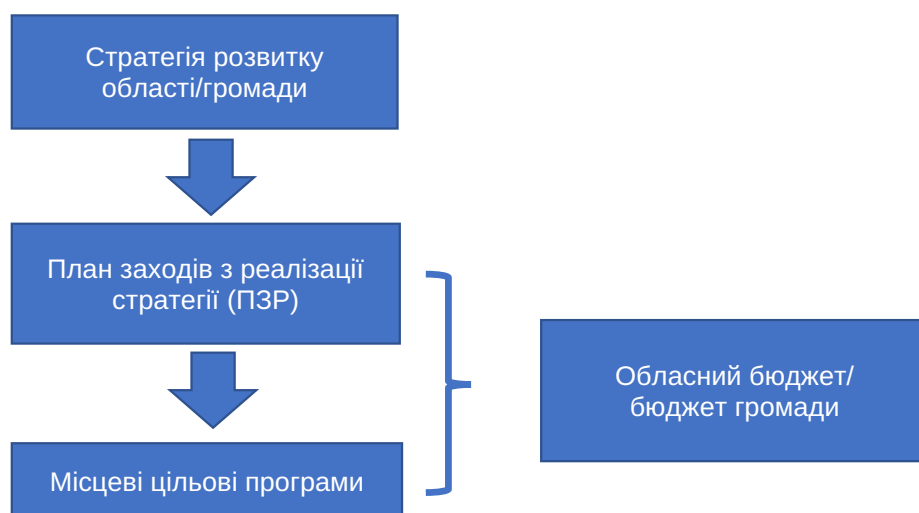 Стратегія розвитку
області/громади
План заходів з реалізації
стратегії (ПЗР)
Обласний бюджет/
бюджет громади
Місцеві цільові програми